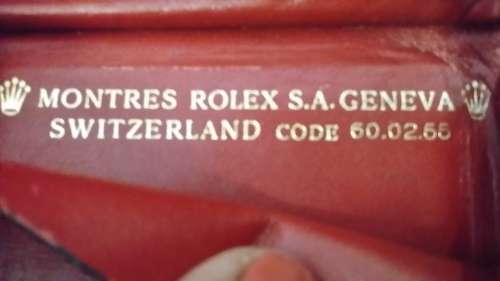 MONTRES ROLEX S.A. GENEVA
SWITZERLAND CODE 60.02.55